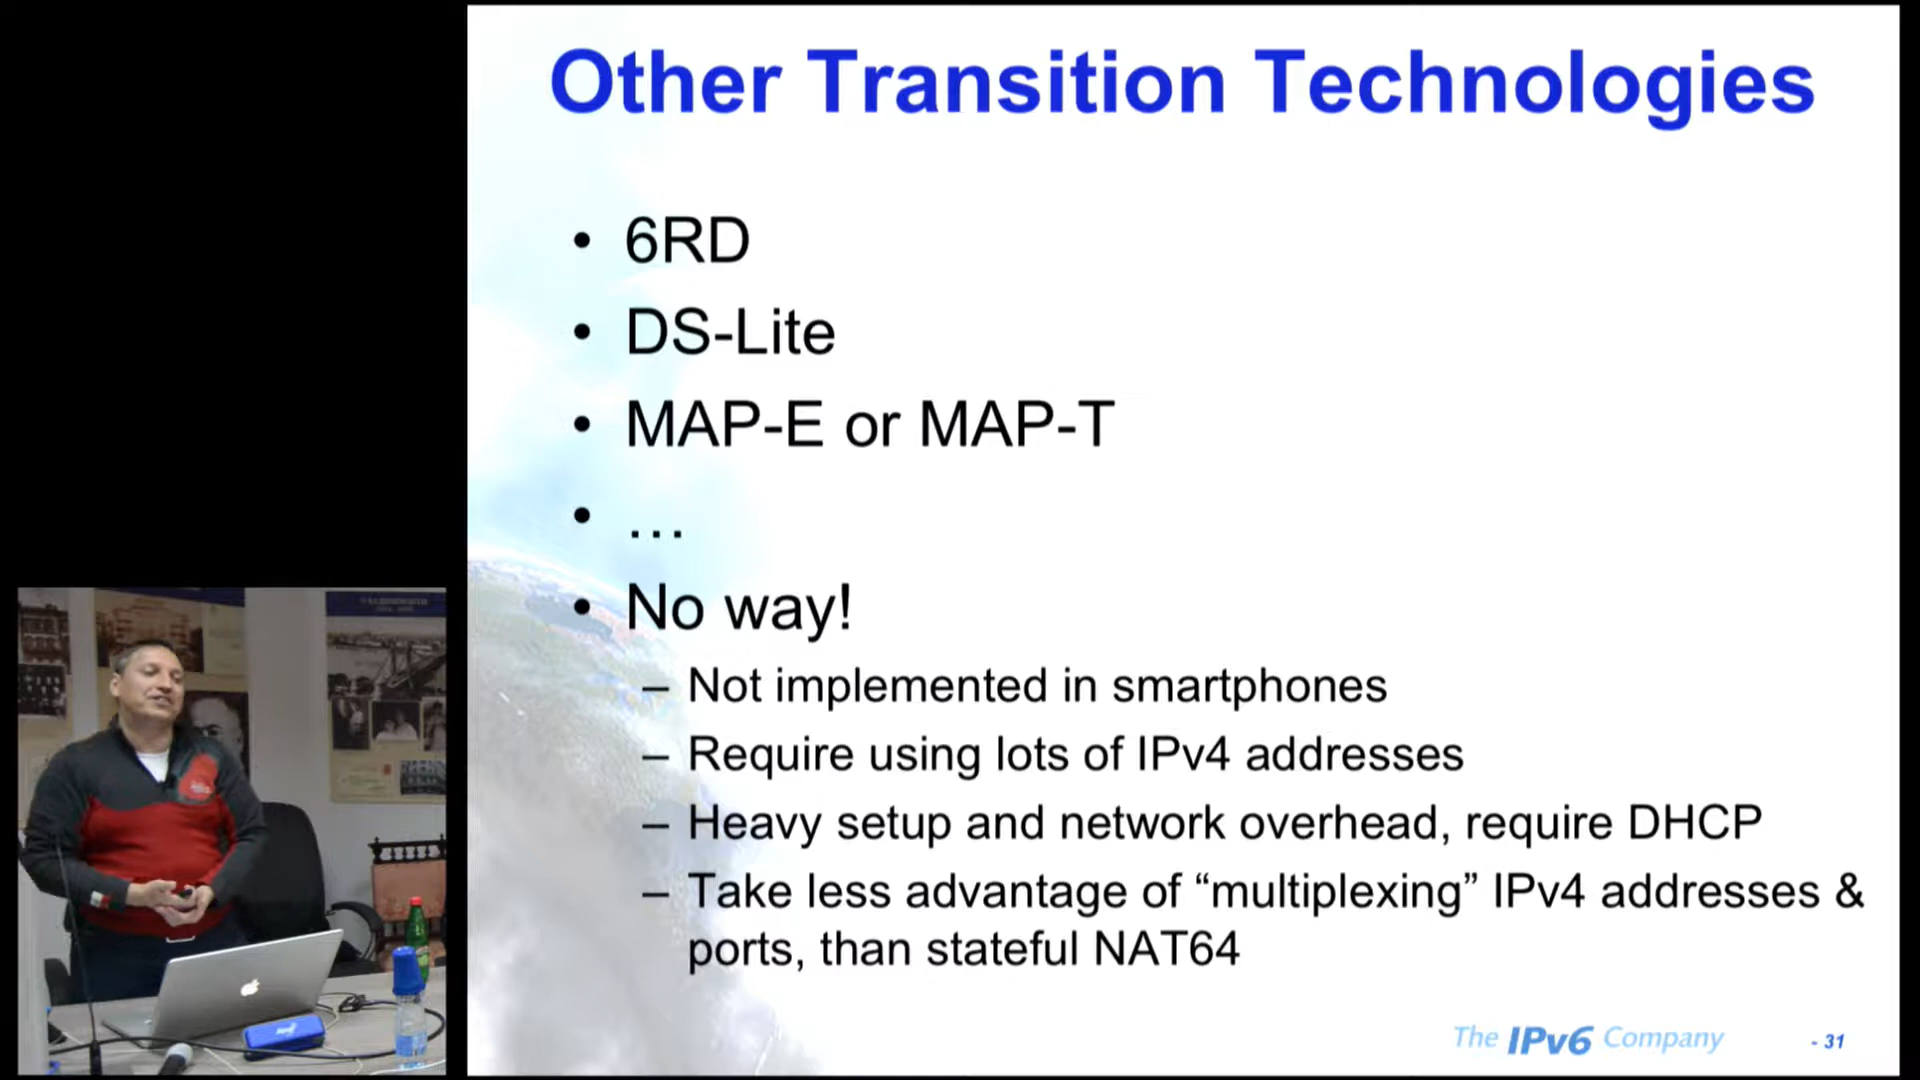 Other Transition Technologies
• 6RD
• DS-Lite
• MAP-E or MAP-T
• …
• No way!
– Not implemented in smartphones
– Require using lots of IPv4 addresses
– Heavy setup and network overhead, require DHCP
– Take less advantage of “multiplexing” IPv4 addresses &
ports, than stateful NAT64
The IPv6 Company
- 31